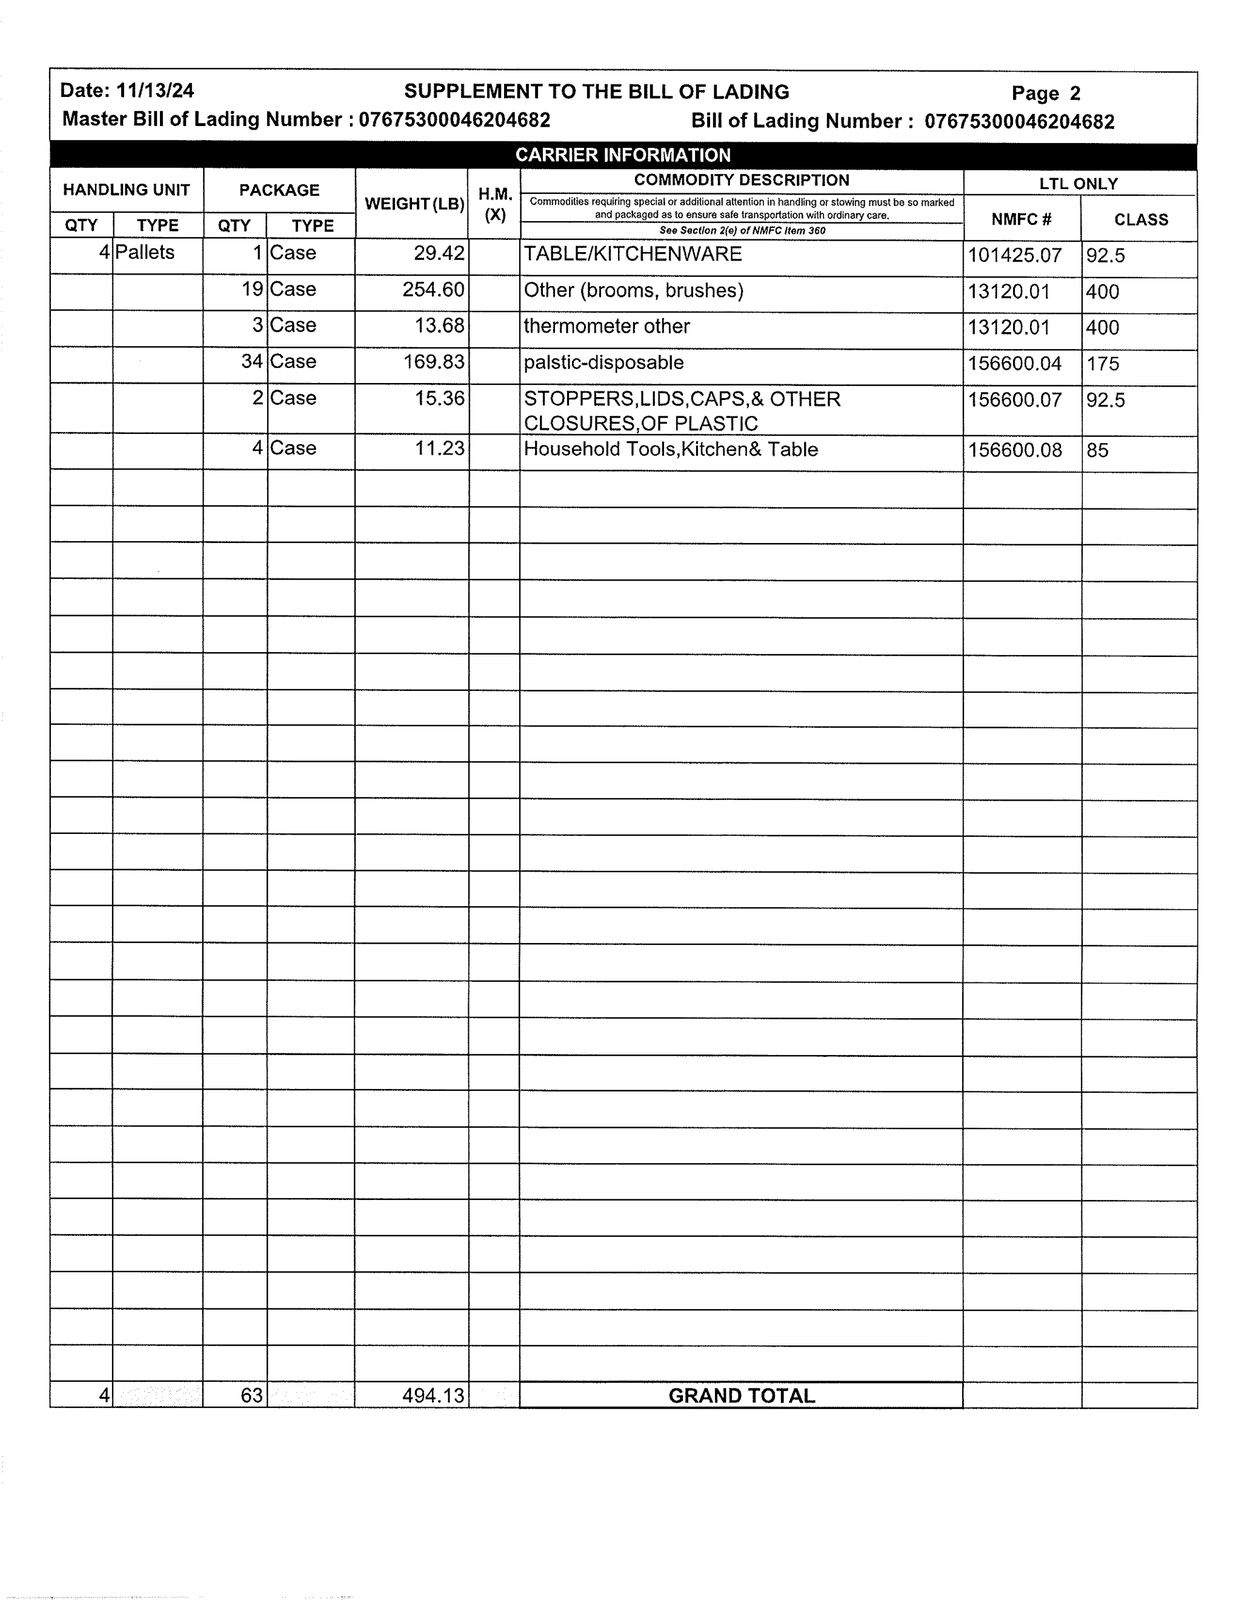 Date: 11/13/24 SUPPLEMENT TO THE BILL OF LADING Page 2
Master Bill of Lading Number : 07675300046204682 Bill of Lading Number : 07675300046204682
CARRIER INFORMATION
HANDLING UNIT PACKAGE WEIGHT (LB) H.M. (X) COMMODITY DESCRIPTION LTL ONLY
Commodities requiring special or additional attention in handling or stowing must be so marked
and packaged as to ensure safe transportation with ordinary care.
See Section 2(e) of NMFC Item 360
QTY TYPE QTY TYPE NMFC # CLASS
4 Pallets 1 Case 29.42 TABLE/KITCHENWARE 101425.07 92.5
19 Case 254.60 Other (brooms, brushes) 13120.01 400
3 Case 13.68 thermometer other 13120.01 400
34 Case 169.83 palstic-disposable 156600.04 175
2 Case 15.36 STOPPERS,LIDS,CAPS,& OTHER 156600.07 92.5
CLOSURES,OF PLASTIC
4 Case 11.23 Household Tools,Kitchen& Table 156600.08 85
4 63 494.13 GRAND TOTAL